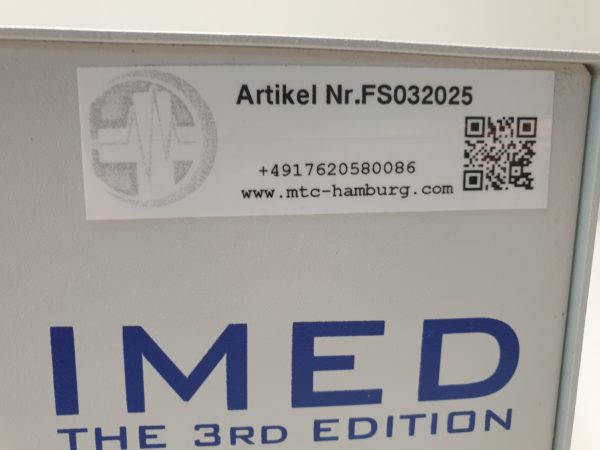 Artikel Nr.FS032025
+4917620580086
www.mtc-hamburg.com
IMED
THE 3RD EDITION